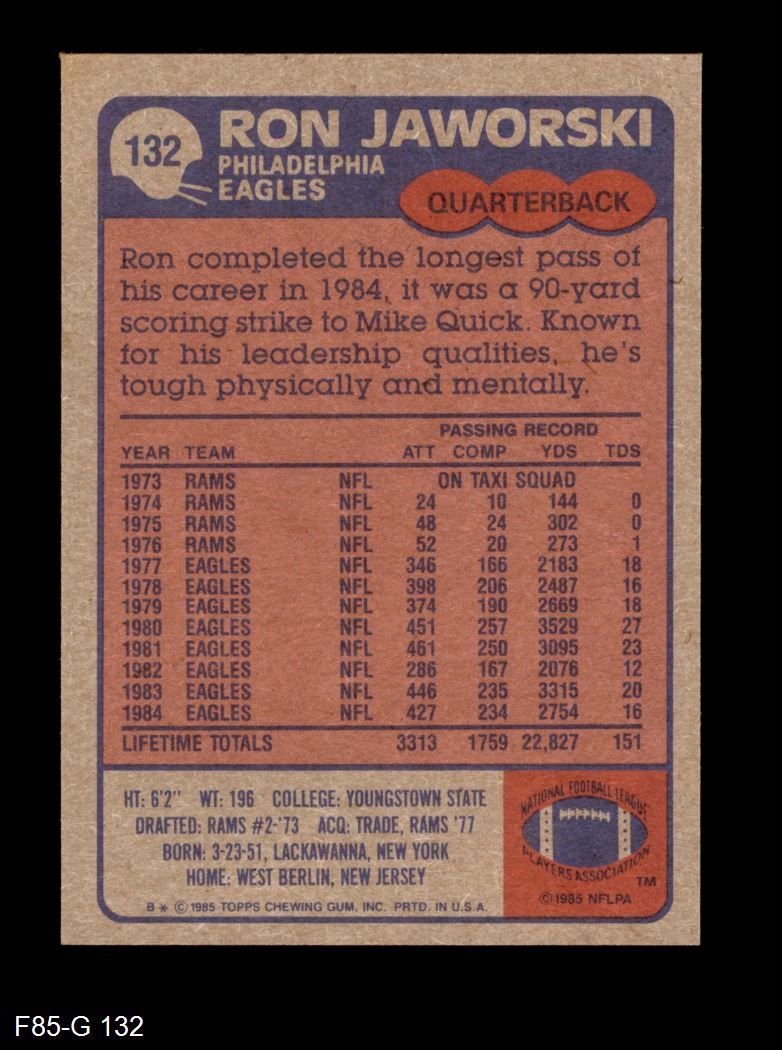 132
RON JAWORSKI
PHILADELPHIA
EAGLES
QUARTERBACK
Ron completed the longest pass of
his career in 1984, it was a 90-yard
scoring strike to Mike Quick. Known
for his leadership qualities, he's
tough physically and mentally.
PASSING RECORD
YEAR TEAM ATT COMP YDS TDS
1973 RAMS NFL ON TAXI SQUAD
1974 RAMS NFL 24 10 144 0
1975 RAMS NFL 48 24 302 0
1976 RAMS NFL 52 20 273 1
1977 EAGLES NFL 346 166 2183 18
1978 EAGLES NFL 398 206 2487 16
1979 EAGLES NFL 374 190 2669 18
1980 EAGLES NFL 451 257 3529 27
1981 EAGLES NFL 461 250 3095 23
1982 EAGLES NFL 286 167 2076 12
1983 EAGLES NFL 446 235 3315 20
1984 EAGLES NFL 427 234 2754 16
LIFETIME TOTALS 3313 1759 22,827 151
HT: 6'2" WT: 196 COLLEGE: YOUNGSTOWN STATE
DRAFTED: RAMS #2-'73 ACQ: TRADE, RAMS '77
BORN: 3-23-51, LACKAWANNA, NEW YORK
HOME: WEST BERLIN, NEW JERSEY
B * © 1985 TOPPS CHEWING GUM, INC. PRTD. IN U.S.A.
NATIONAL FOOTBALL LEAGUE
PLAYERS ASSOCIATION
TM
© 1985 NFLPA
F85-G 132